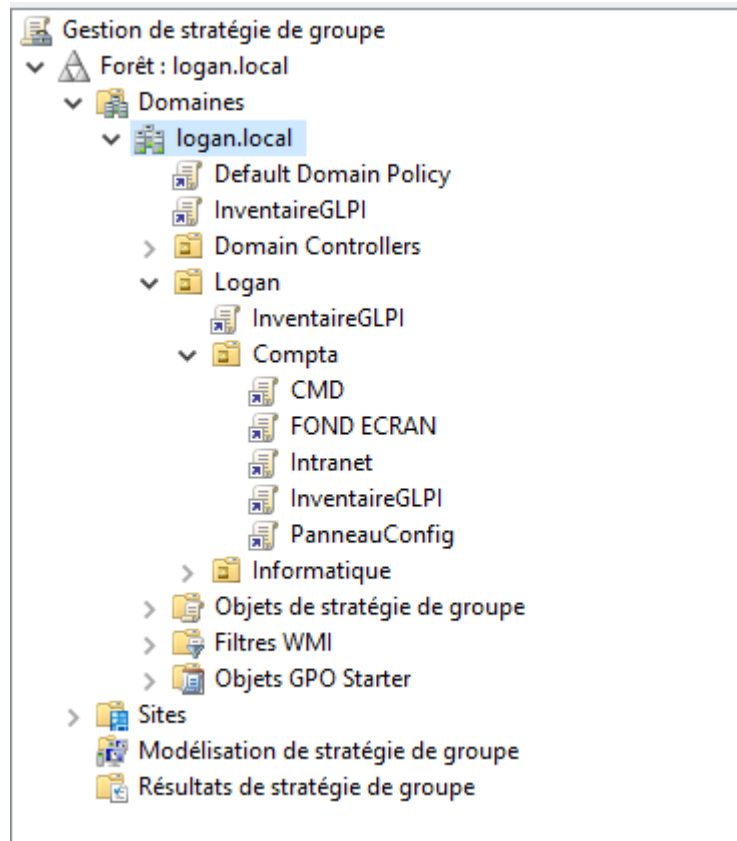 Gestion de stratégie de groupe
Forêt : logan.local
Domaines
logan.local
Default Domain Policy
InventaireGLPI
Domain Controllers
Logan
InventaireGLPI
Compta
CMD
FOND ECRAN
Intranet
InventaireGLPI
PanneauConfig
Informatique
Objets de stratégie de groupe
Filtres WMI
Objets GPO Starter
Sites
Modélisation de stratégie de groupe
Résultats de stratégie de groupe